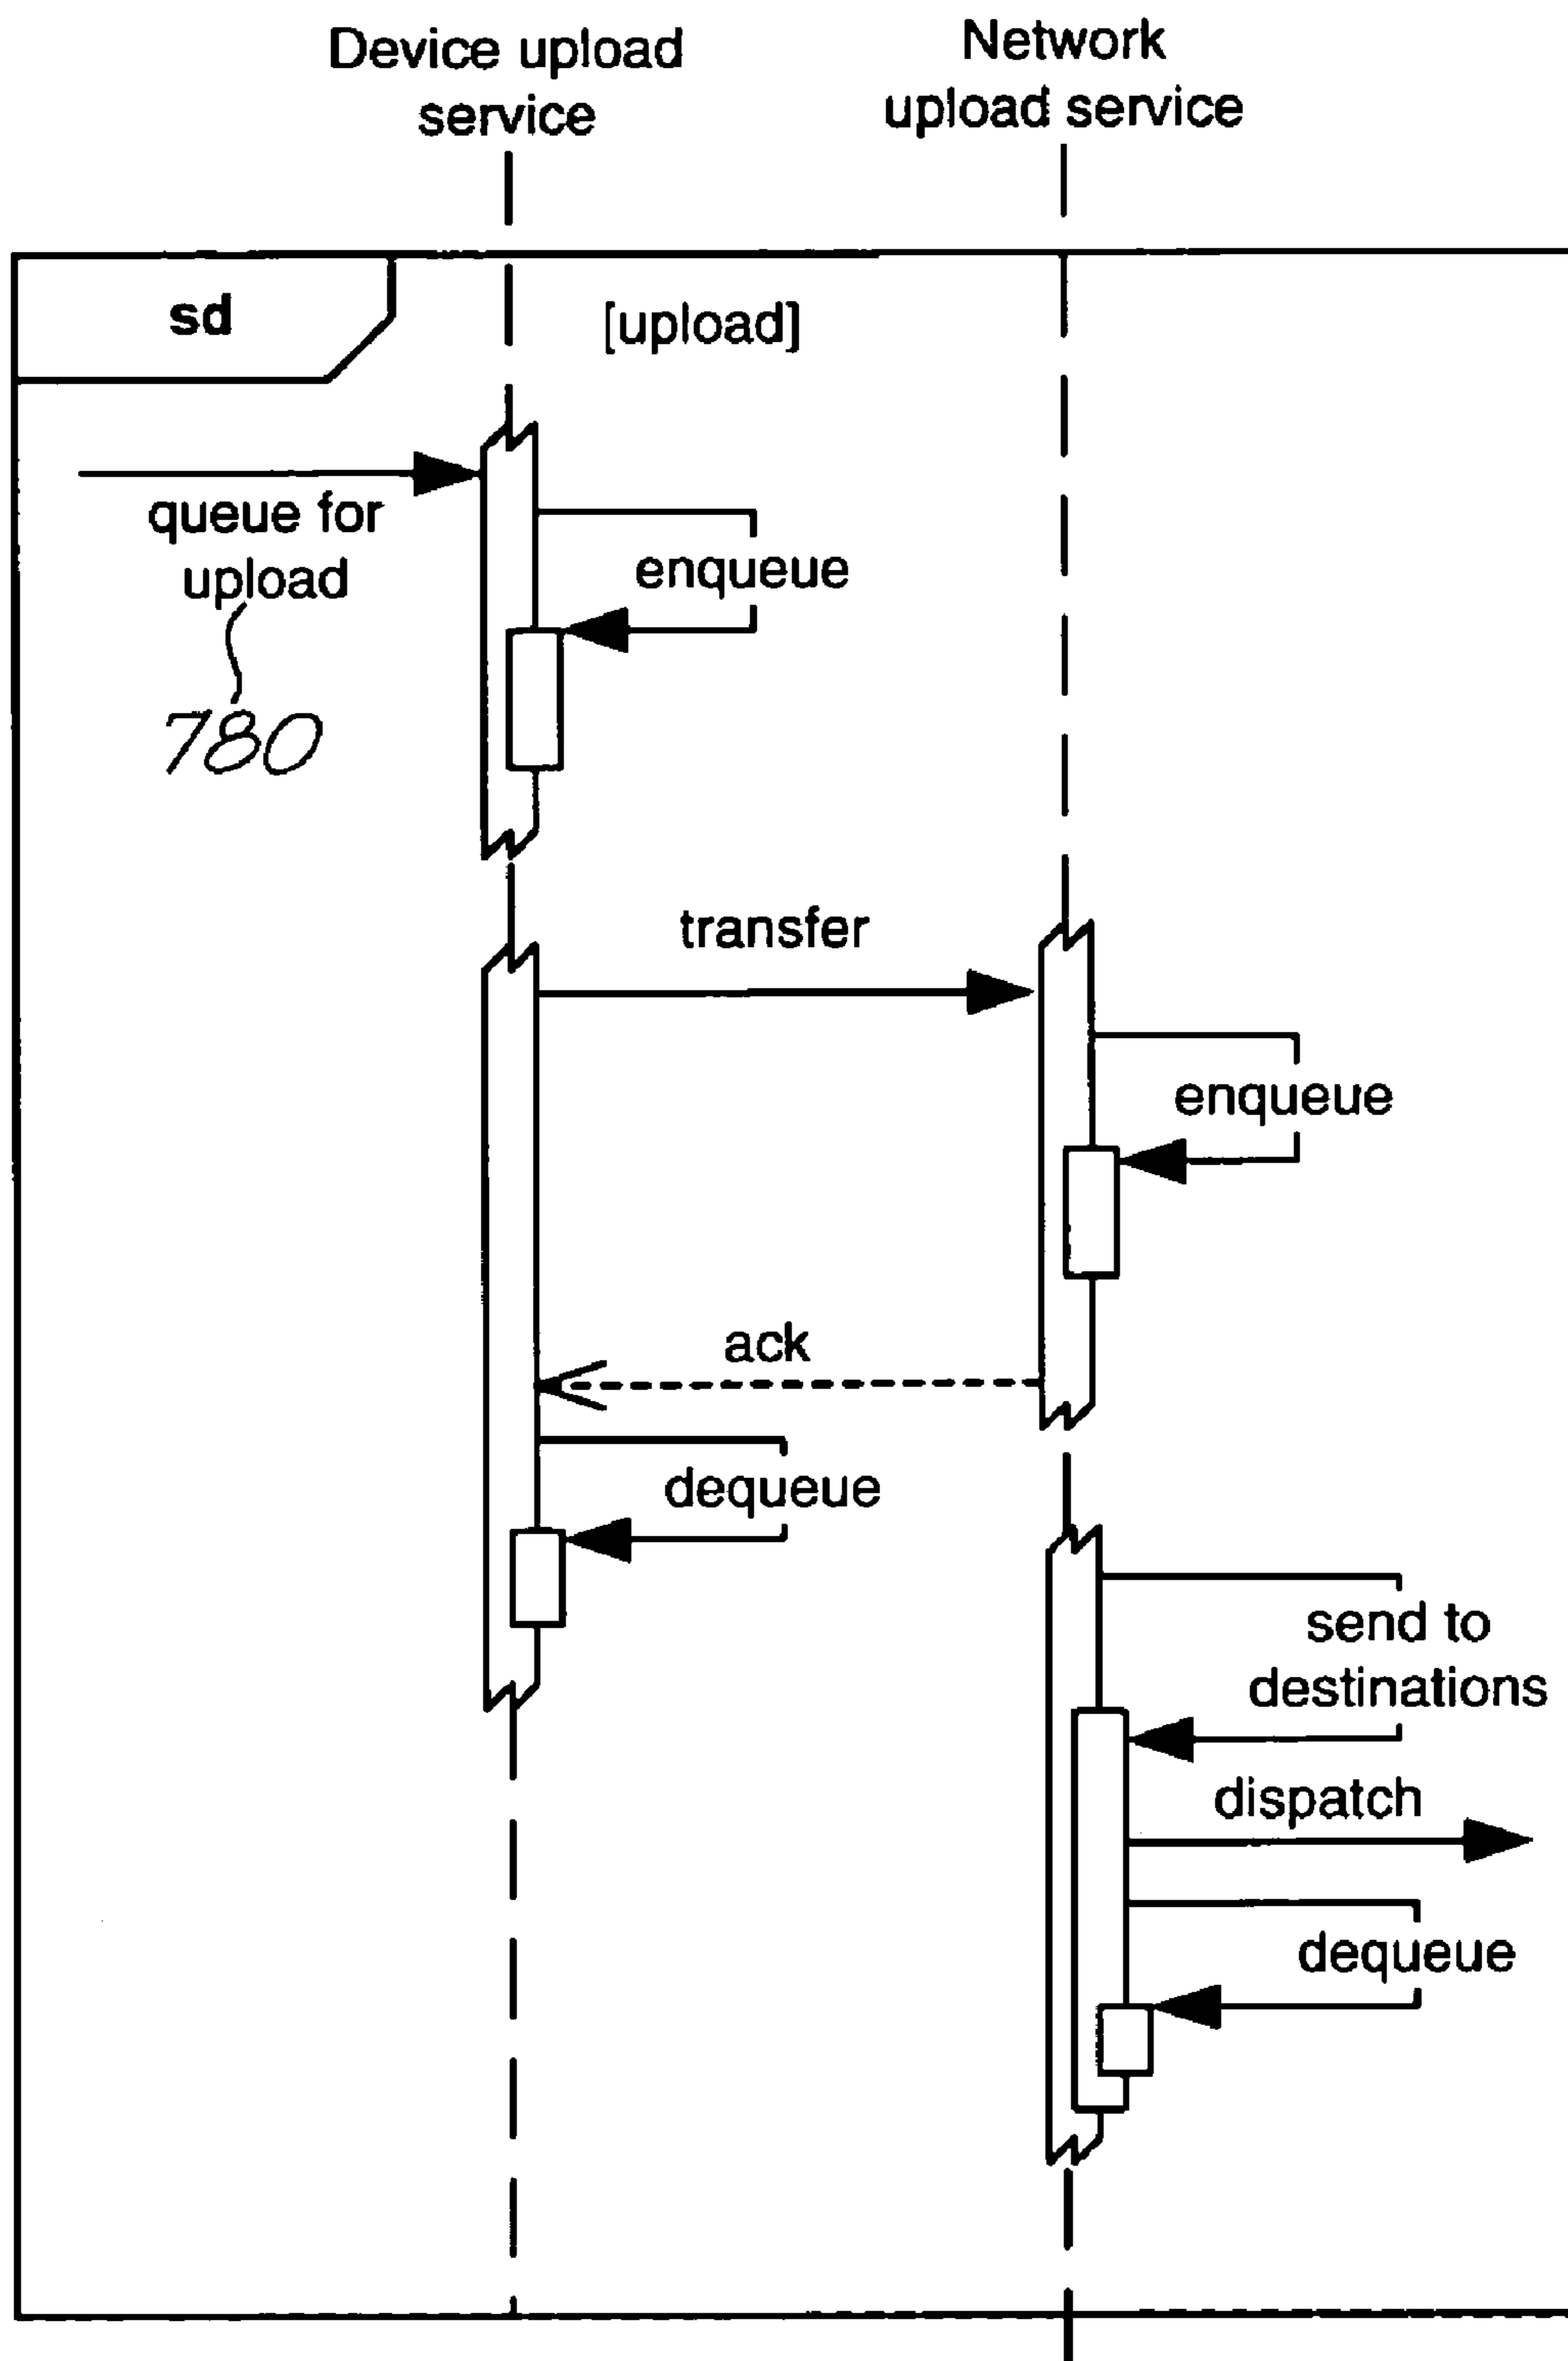 Device upload
service
Network
upload service
sd
[upload]
queue for
upload
780
enqueue
transfer
enqueue
ack
dequeue
send to
destinations
dispatch
dequeue